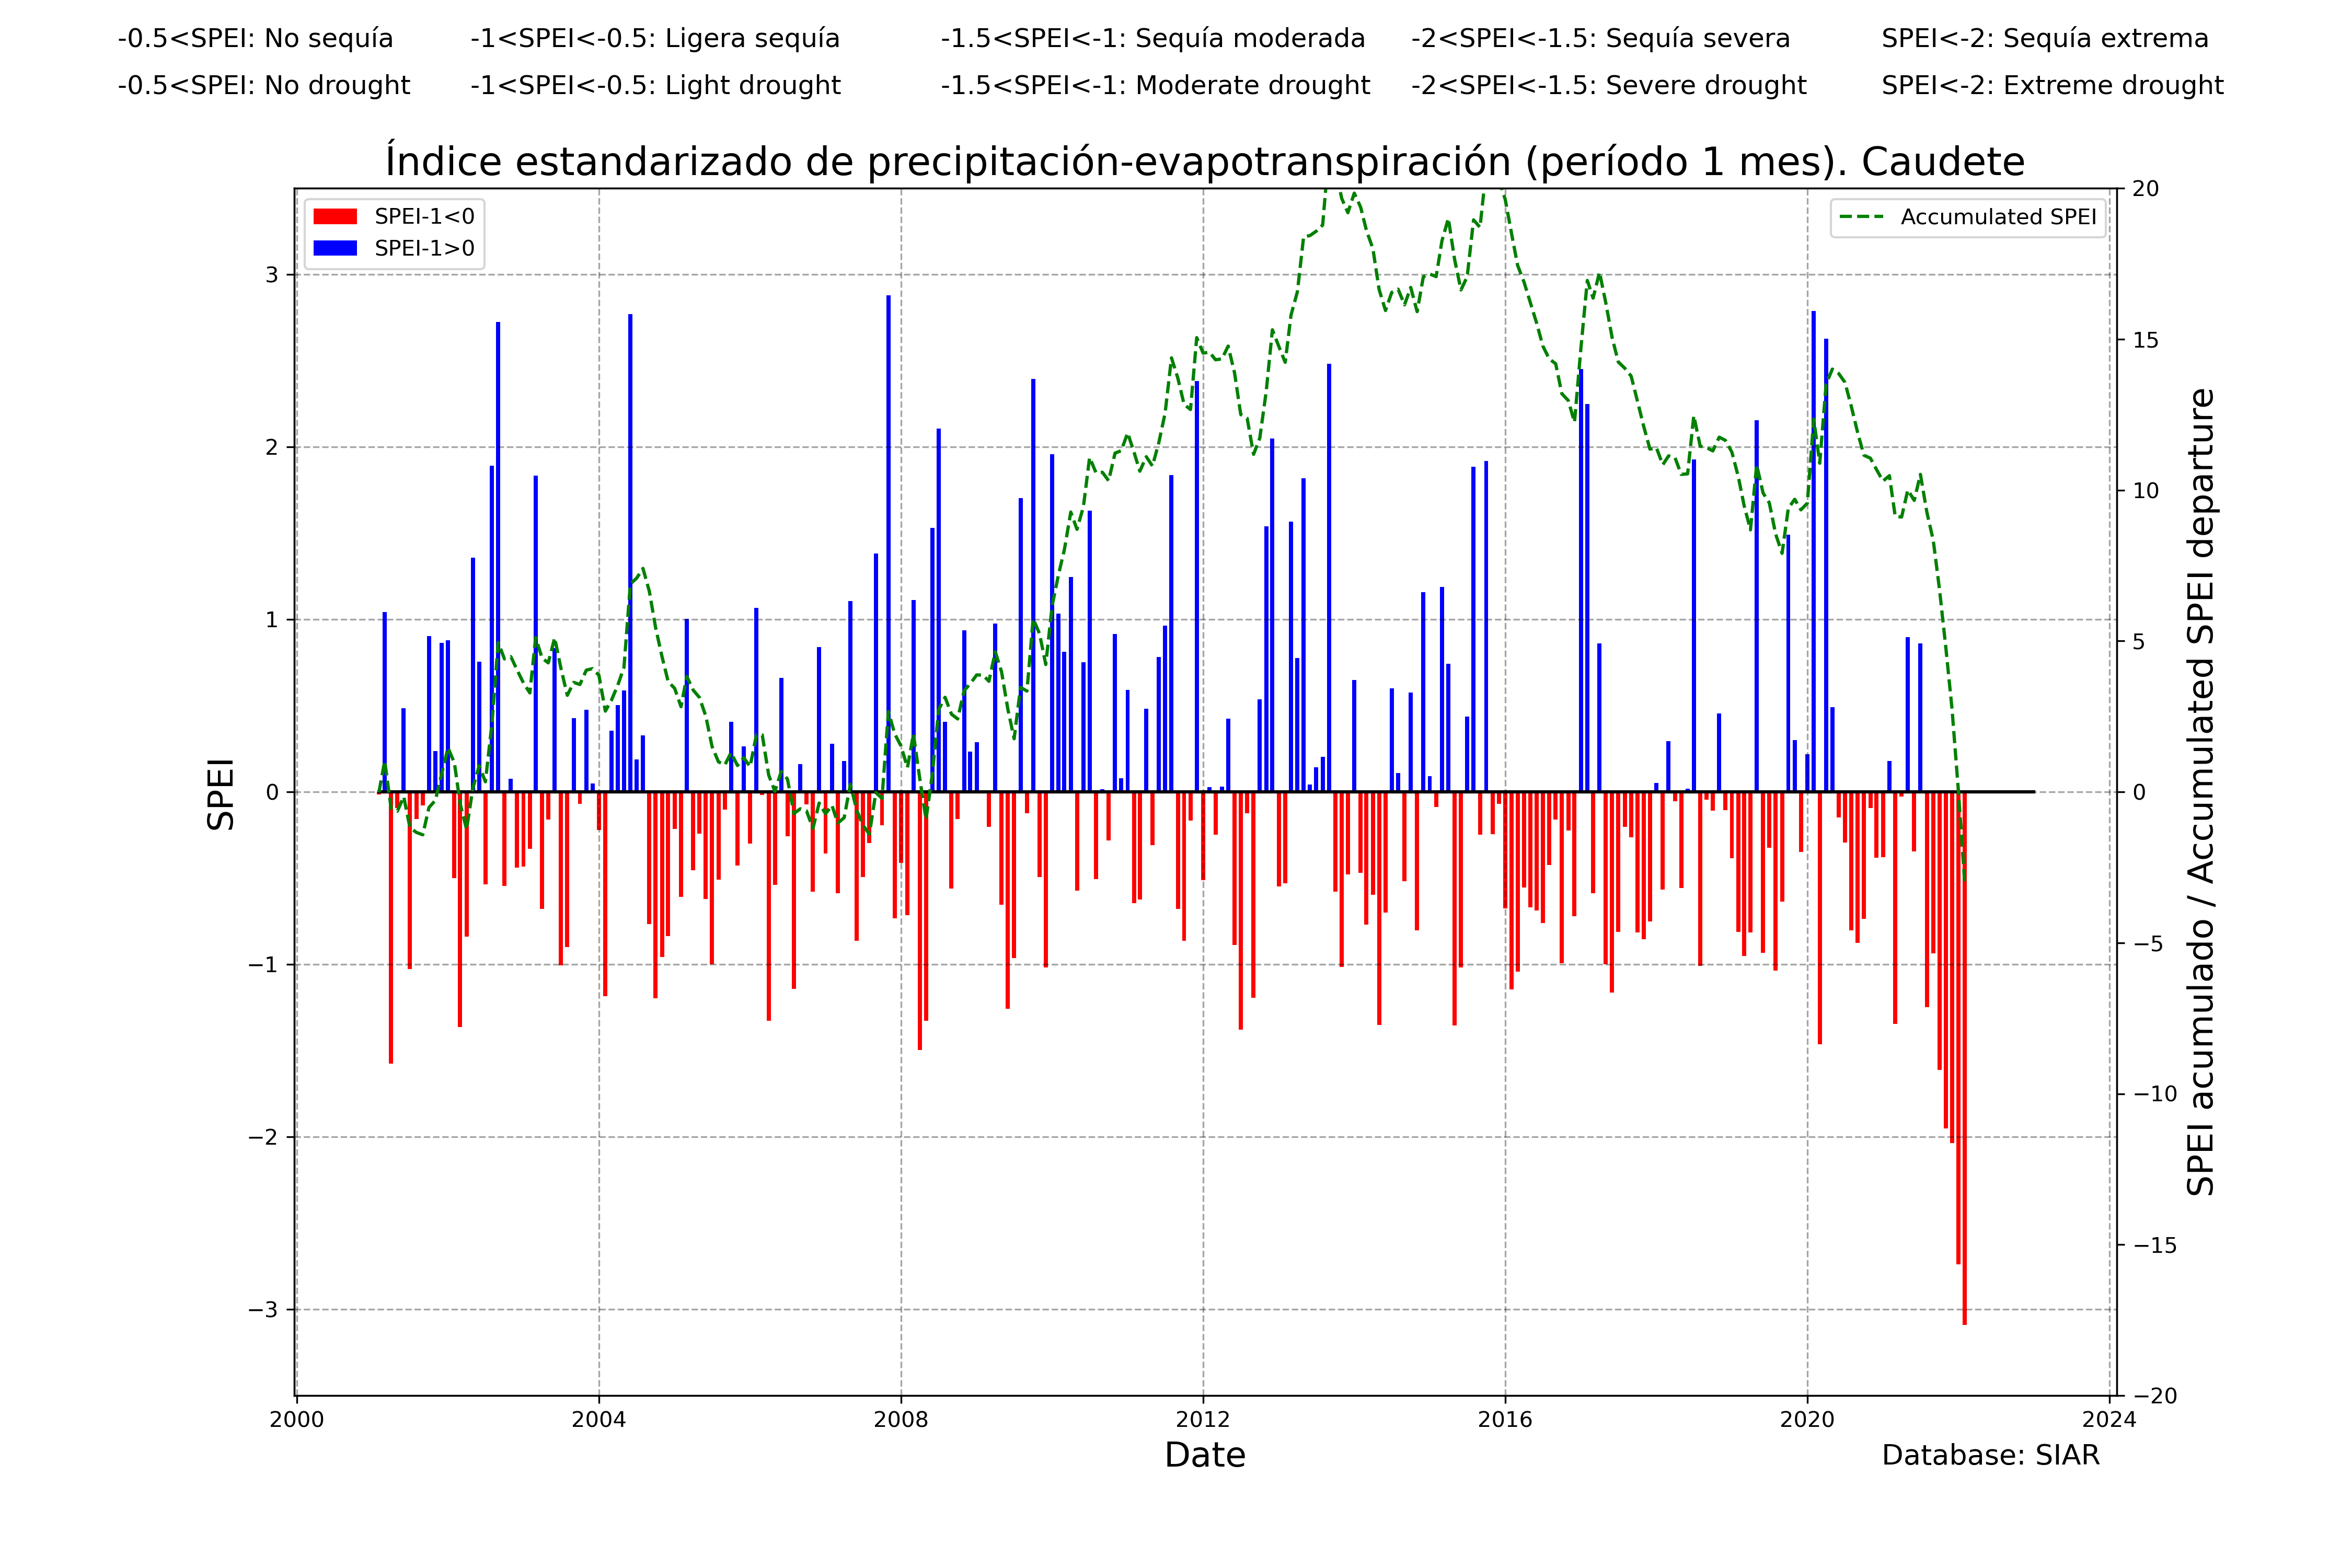 -0.5<SPEI: No sequía -1<SPEI<-0.5: Ligera sequía -1.5<SPEI<-1: Sequía moderada -2<SPEI<-1.5: Sequía severa SPEI<-2: Sequía extrema
-0.5<SPEI: No drought -1<SPEI<-0.5: Light drought -1.5<SPEI<-1: Moderate drought -2<SPEI<-1.5: Severe drought SPEI<-2: Extreme drought
Índice estandarizado de precipitación-evapotranspiración (período 1 mes). Caudete
SPEI-1<0
SPEI-1>0
Accumulated SPEI
SPEI
3
2
1
0
−1
−2
−3
20
15
10
5
0
−5
−10
−15
−20
SPEI acumulado / Accumulated SPEI departure
2000 2004 2008 2012 2016 2020 2024
Date
Database: SIAR